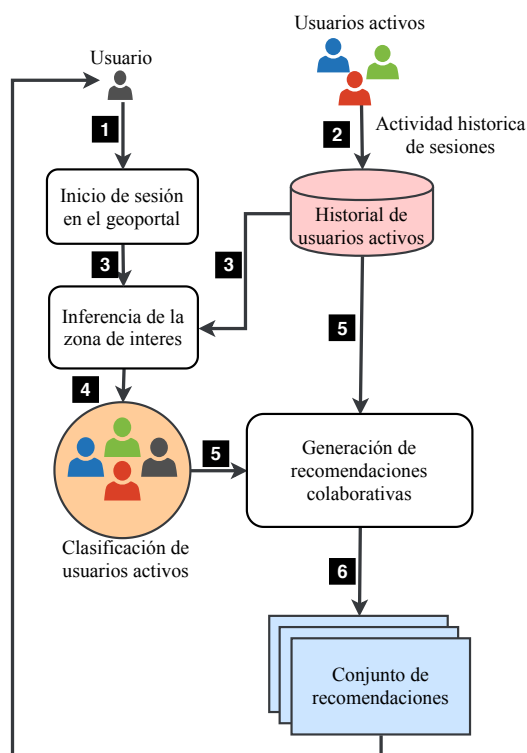 Usuarios activos
Usuario
1
2
Actividad historica
de sesiones
Inicio de sesión
en el geoportal
Historial de
usuarios activos
3
3
Inferencia de la
zona de interes
5
4
5
Generación de
recomendaciones
colaborativas
Clasificación de
usuarios activos
6
Conjunto de
recomendaciones